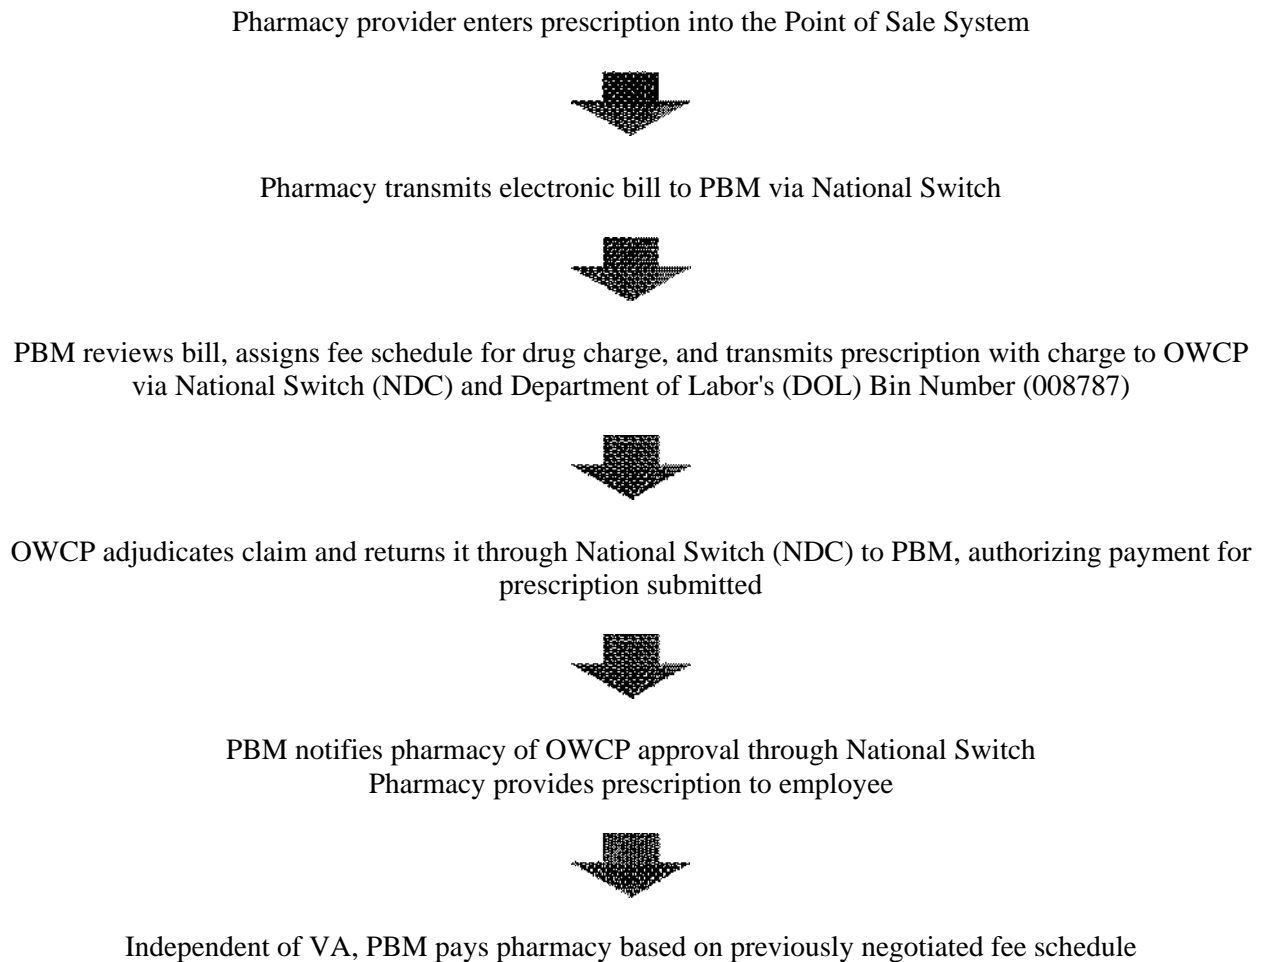 Pharmacy provider enters prescription into the Point of Sale System
Pharmacy transmits electronic bill to PBM via National Switch
PBM reviews bill, assigns fee schedule for drug charge, and transmits prescription with charge to OWCP
via National Switch (NDC) and Department of Labor's (DOL) Bin Number (008787)
OWCP adjudicates claim and returns it through National Switch (NDC) to PBM, authorizing payment for
prescription submitted
PBM notifies pharmacy of OWCP approval through National Switch
Pharmacy provides prescription to employee
Independent of VA, PBM pays pharmacy based on previously negotiated fee schedule